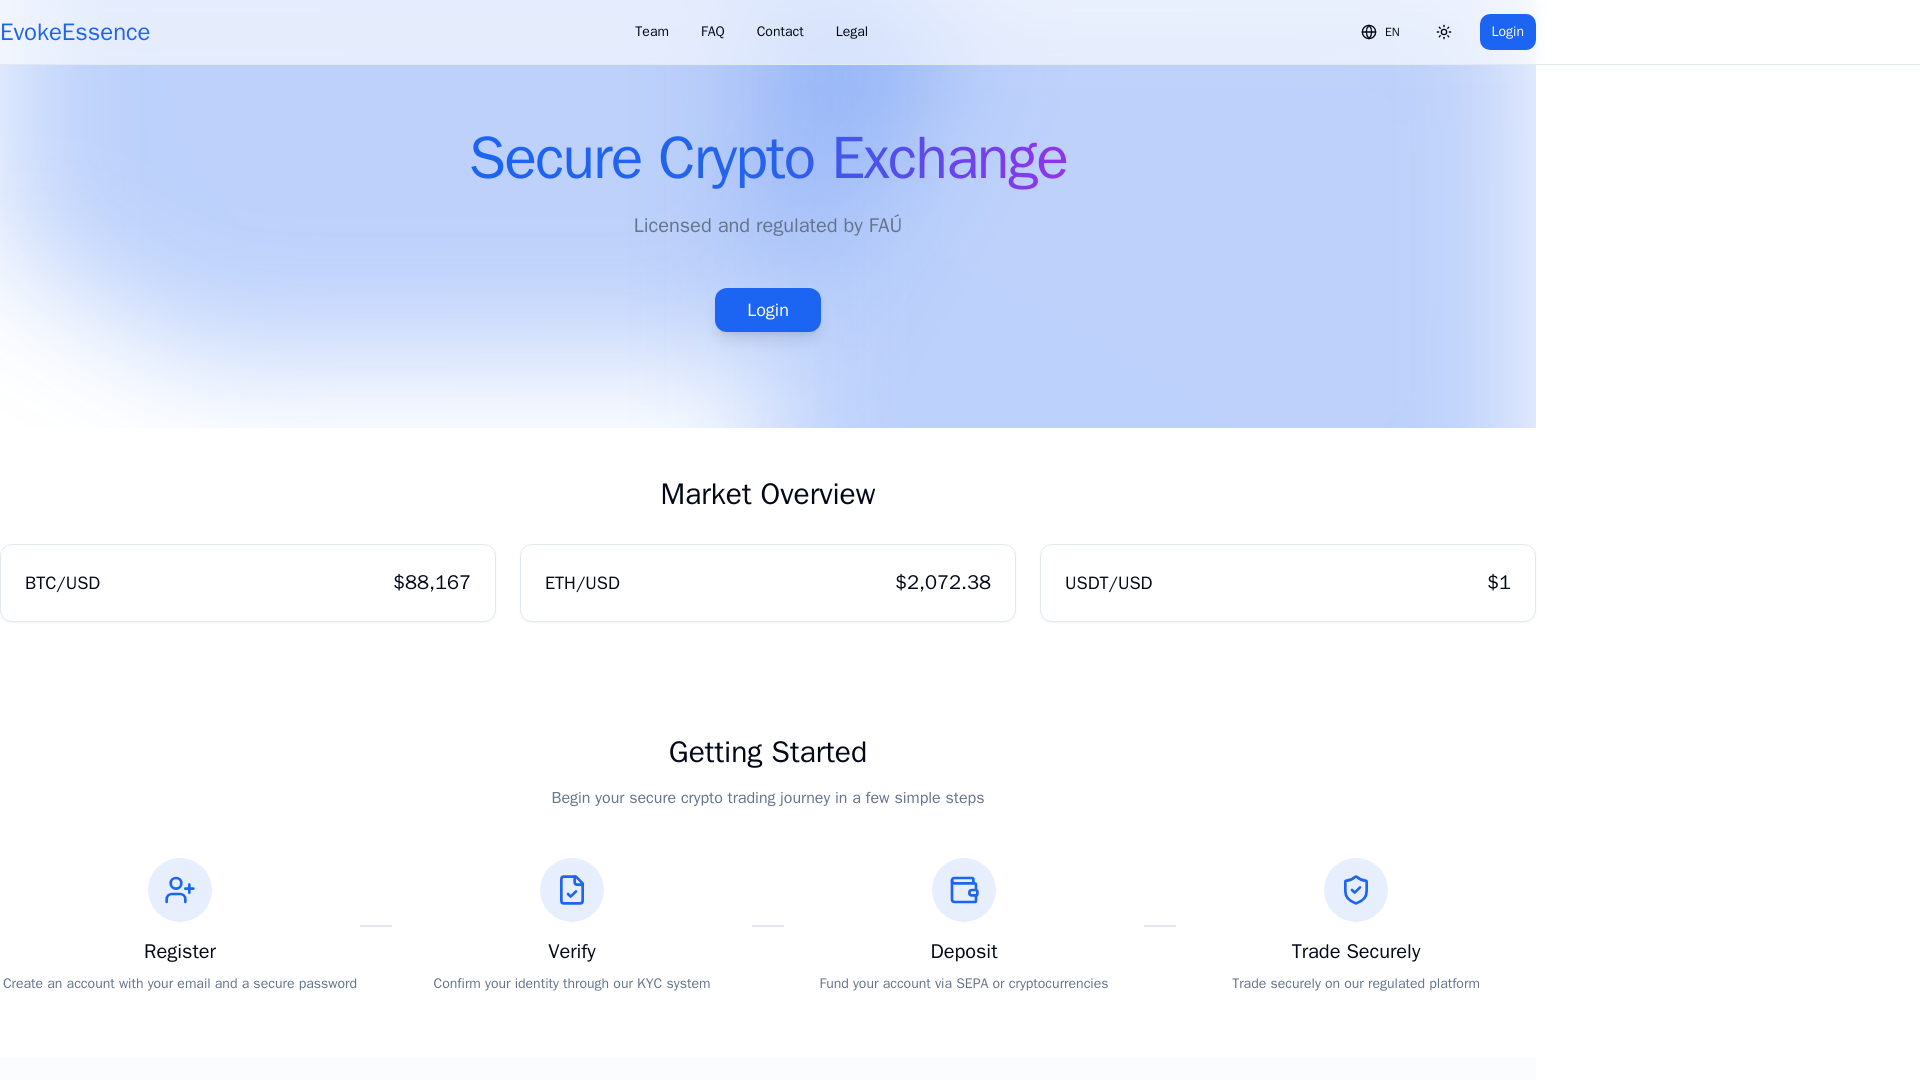 EvokeEssence
Team
FAQ
Contact
Legal
EN
Login
Secure Crypto Exchange
Licensed and regulated by FAÚ
Login
Market Overview
BTC/USD
$88,167
ETH/USD
$2,072.38
USDT/USD
$1
Getting Started
Begin your secure crypto trading journey in a few simple steps
Register
Create an account with your email and a secure password
Verify
Confirm your identity through our KYC system
Deposit
Fund your account via SEPA or cryptocurrencies
Trade Securely
Trade securely on our regulated platform